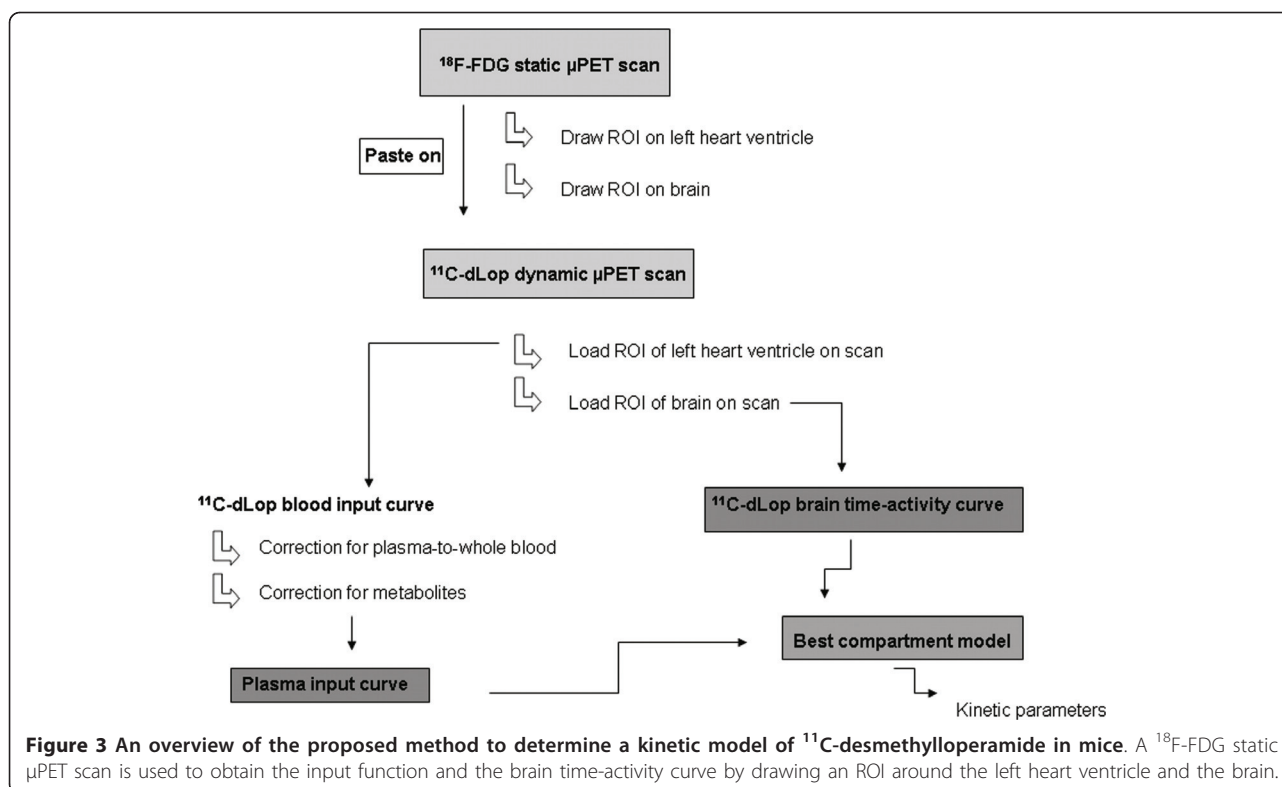 ¹⁸F-FDG static µPET scan
Draw ROI on left heart ventricle
Paste on
Draw ROI on brain
¹¹C-dLop dynamic µPET scan
Load ROI of left heart ventricle on scan
Load ROI of brain on scan
¹¹C-dLop blood input curve
¹¹C-dLop brain time-activity curve
Correction for plasma-to-whole blood
Correction for metabolites
Best compartment model
Plasma input curve
Kinetic parameters
Figure 3 An overview of the proposed method to determine a kinetic model of ¹¹C-desmethylloperamide in mice. A ¹⁸F-FDG static
µPET scan is used to obtain the input function and the brain time-activity curve by drawing an ROI around the left heart ventricle and the brain.